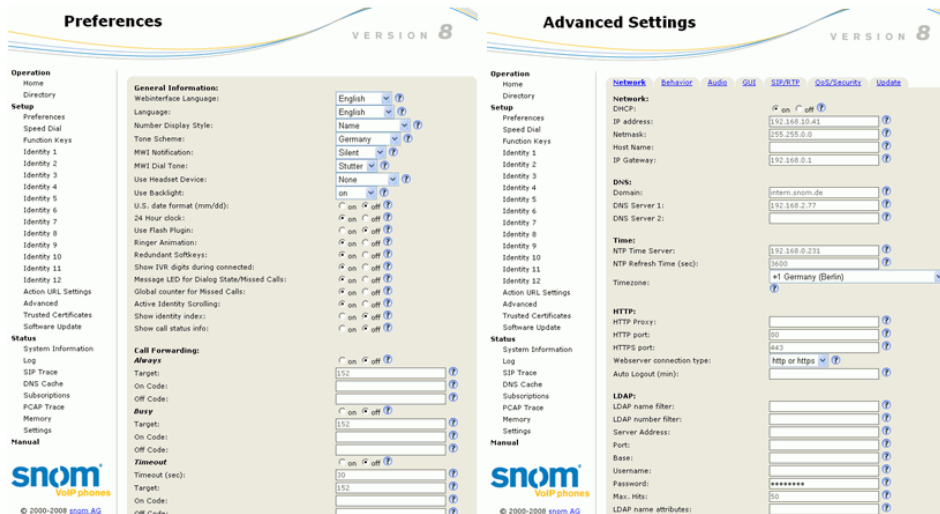 Preferences
VERSION 8
Operation
Home
Directory
Setup
Preferences
Speed Dial
Function Keys
Identity 1
Identity 2
Identity 3
Identity 4
Identity 5
Identity 6
Identity 7
Identity 8
Identity 9
Identity 10
Identity 11
Identity 12
Action URL Settings
Advanced
Trusted Certificates
Software Update
Status
System Information
Log
SIP Trace
DNS Cache
Subscriptions
PCAP Trace
Memory
Settings
Manual
snom
VoIP phones
© 2000-2008 snom AG
General Information:
Webinterface Language: English
Language: English
Number Display Style: Name
Tone Scheme: Germany
MWI Notification: Silent
MWI Dial Tone: Stutter
Use Headset Device: None
Use Backlight: on
U.S. date format (mm/dd): on off
24 Hour clock: on off
Use Flash Plugin: on off
Ringer Animation: on off
Redundant Softkeys: on off
Show IVR digits during connected: on off
Message LED for Dialog State/Missed Calls: on off
Global counter for Missed Calls: on off
Active Identity Scrolling: on off
Show identity index: on off
Show call status info: on off
Call Forwarding:
Always on off
Target: 152
On Code:
Off Code:
Busy on off
Target: 152
On Code:
Off Code:
Timeout on off
Timeout (sec): 30
Target: 152
On Code:
Off Code:
Advanced Settings
VERSION 8
Operation
Home
Directory
Setup
Preferences
Speed Dial
Function Keys
Identity 1
Identity 2
Identity 3
Identity 4
Identity 5
Identity 6
Identity 7
Identity 8
Identity 9
Identity 10
Identity 11
Identity 12
Action URL Settings
Advanced
Trusted Certificates
Software Update
Status
System Information
Log
SIP Trace
DNS Cache
Subscriptions
PCAP Trace
Memory
Settings
Manual
snom
VoIP phones
© 2000-2008 snom AG
Network Behavior Audio GUI SIP/RTP QoS/Security Update
Network:
DHCP: on off
IP address: 192.168.10.41
Netmask: 255.255.0.0
Host Name:
IP Gateway: 192.168.0.1
DNS:
Domain: intern.snom.de
DNS Server 1: 192.168.2.77
DNS Server 2:
Time:
NTP Time Server: 192.168.0.231
NTP Refresh Time (sec): 3600
Timezone: +1 Germany (Berlin)
HTTP:
HTTP Proxy:
HTTP port: 80
HTTPS port: 443
Webserver connection type: http or https
Auto Logout (min):
LDAP:
LDAP name filter:
LDAP number filter:
Server Address:
Port:
Base:
Username:
Password: ********
Max. Hits: 50
LDAP name attributes: